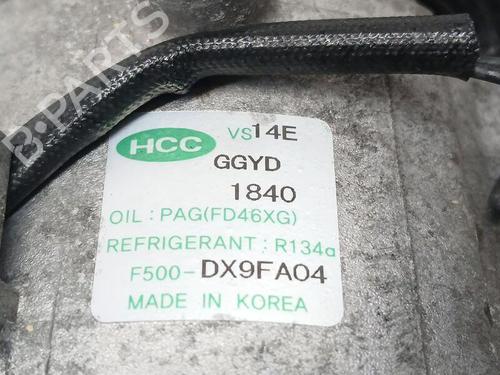 HCC VS14E
GGYD
1840
OIL : PAG(FD46XG)
REFRIGERANT : R134a
F500-DX9FA04
MADE IN KOREA
B-PARTS